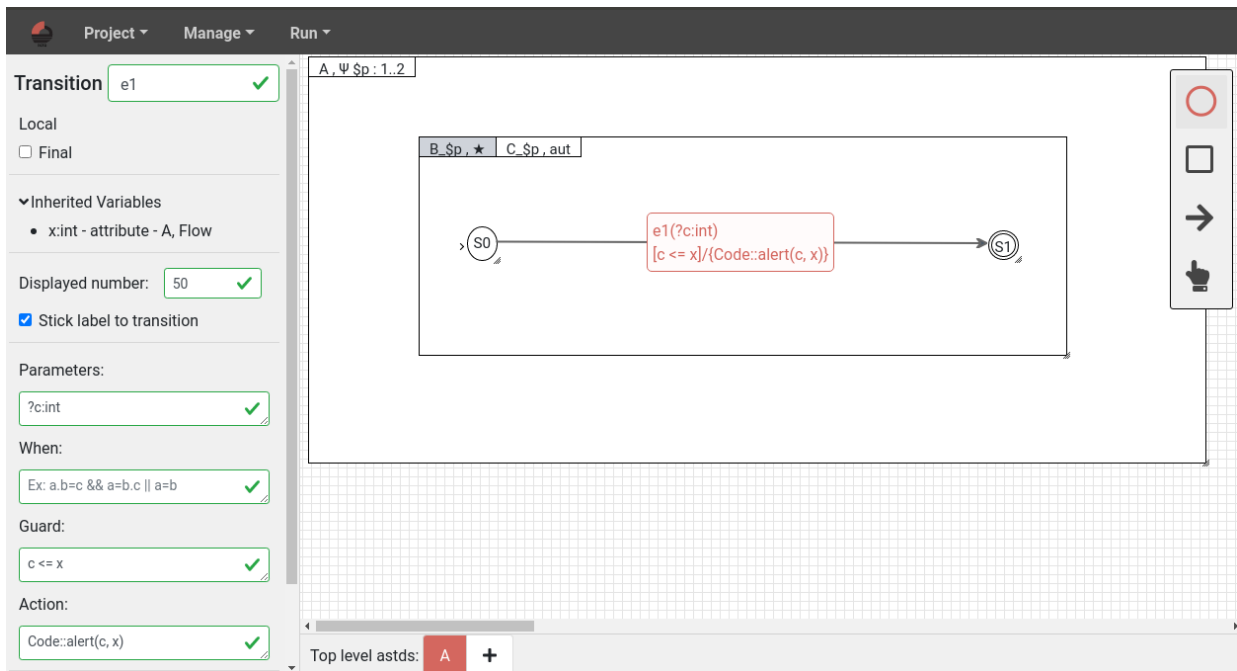 Project Manage Run
Transition e1
Local
Final
Inherited Variables
x:int - attribute - A, Flow
Displayed number: 50
Stick label to transition
Parameters:
?c:int
When:
Ex: a.b=c && a=b.c || a=b
Guard:
c <= x
Action:
Code::alert(c, x)
A , Ψ $p : 1..2
B_$p , ★ C_$p , aut
S0
e1(?c:int)
[c <= x]/{Code::alert(c, x)}
S1
Top level astds: A +